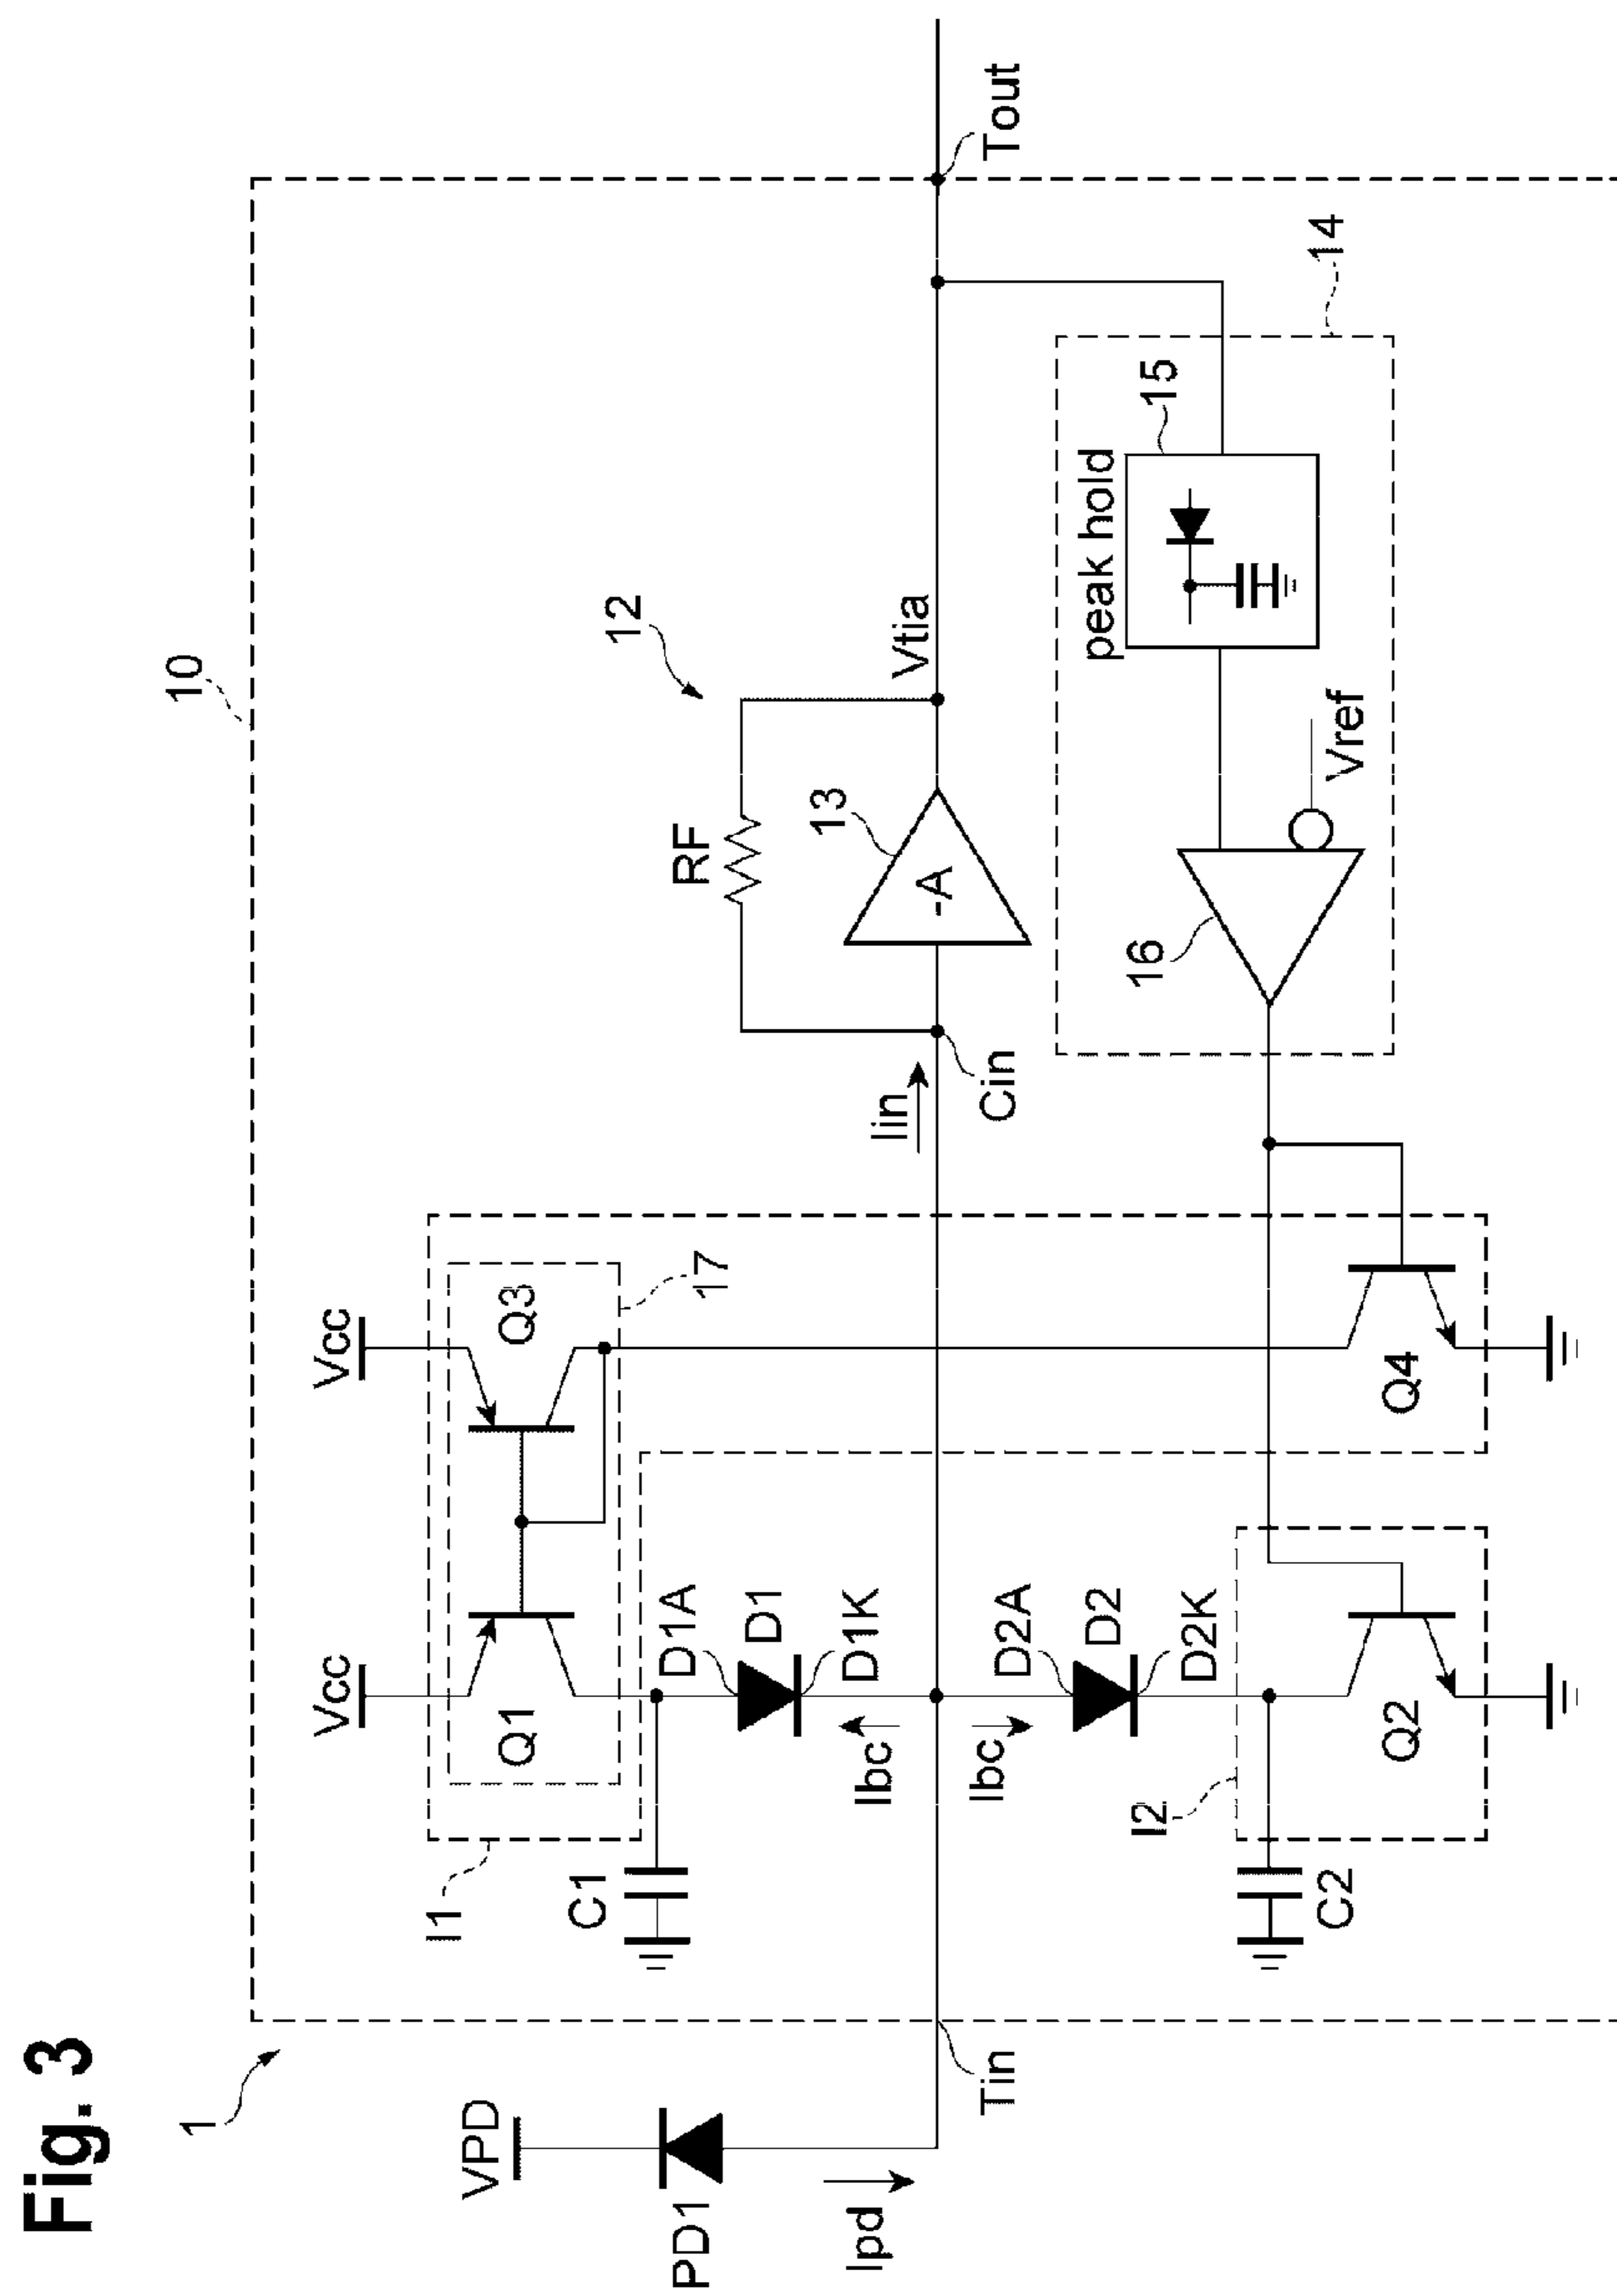 Fig. 3
1
10
VPD
PD1
Ipd
Tin
I1
Vcc
Vcc
Q1
Q3
17
C1
D1A
D1
D1K
Ibc
Ibc
D2A
D2
D2K
I2
C2
Q2
Q4
Iin
Cin
RF
12
13
-A
Vtia
Tout
14
peak hold
15
16
Vref